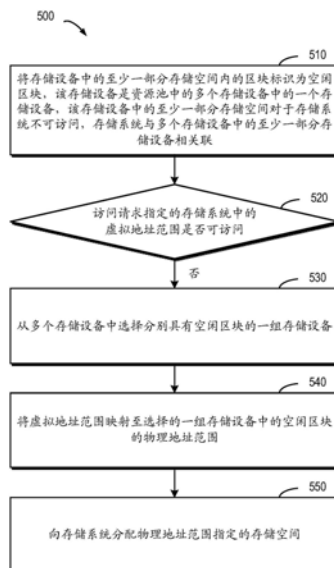 500
510
将存储设备中的至少一部分存储空间内的区块标识为空闲
区块，该存储设备是资源池中的多个存储设备中的一个存
储设备、该存储设备中的至少一部分存储空间对于存储系
统不可访问，存储系统与多个存储设备中的至少一部分存
储设备相关联
520
访问请求指定的存储系统中的
虚拟地址范围是否可访问
否
530
从多个存储设备中选择分别具有空闲区块的一组存储设备
540
将虚拟地址范围映射至选择的一组存储设备中的空闲区块
的物理地址范围
550
向存储系统分配物理地址范围指定的存储空间